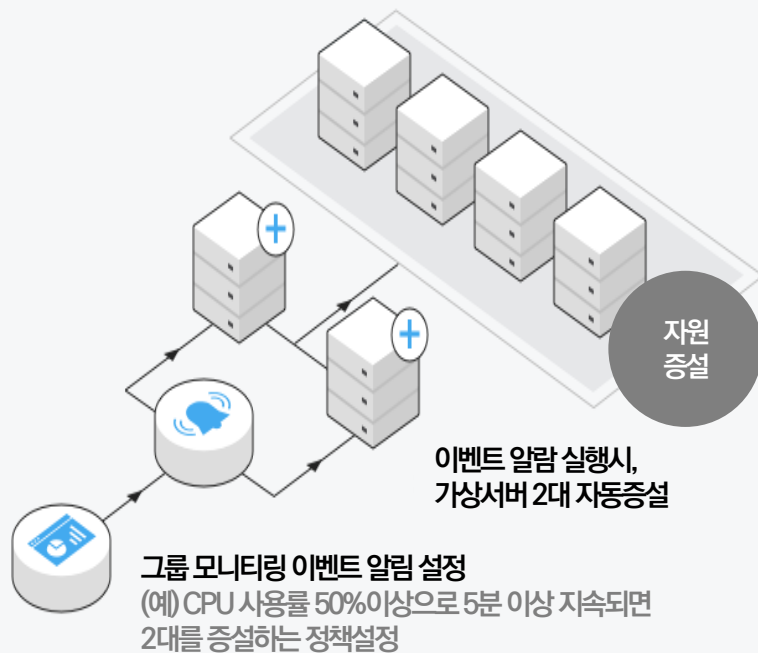 자원
증설
이벤트 알람 실행시,
가상서버 2대 자동증설
그룹 모니티링 이벤트 알림 설정
(예) CPU 사용률 50%이상으로 5분 이상 지속되면
2대를 증설하는 정책설정